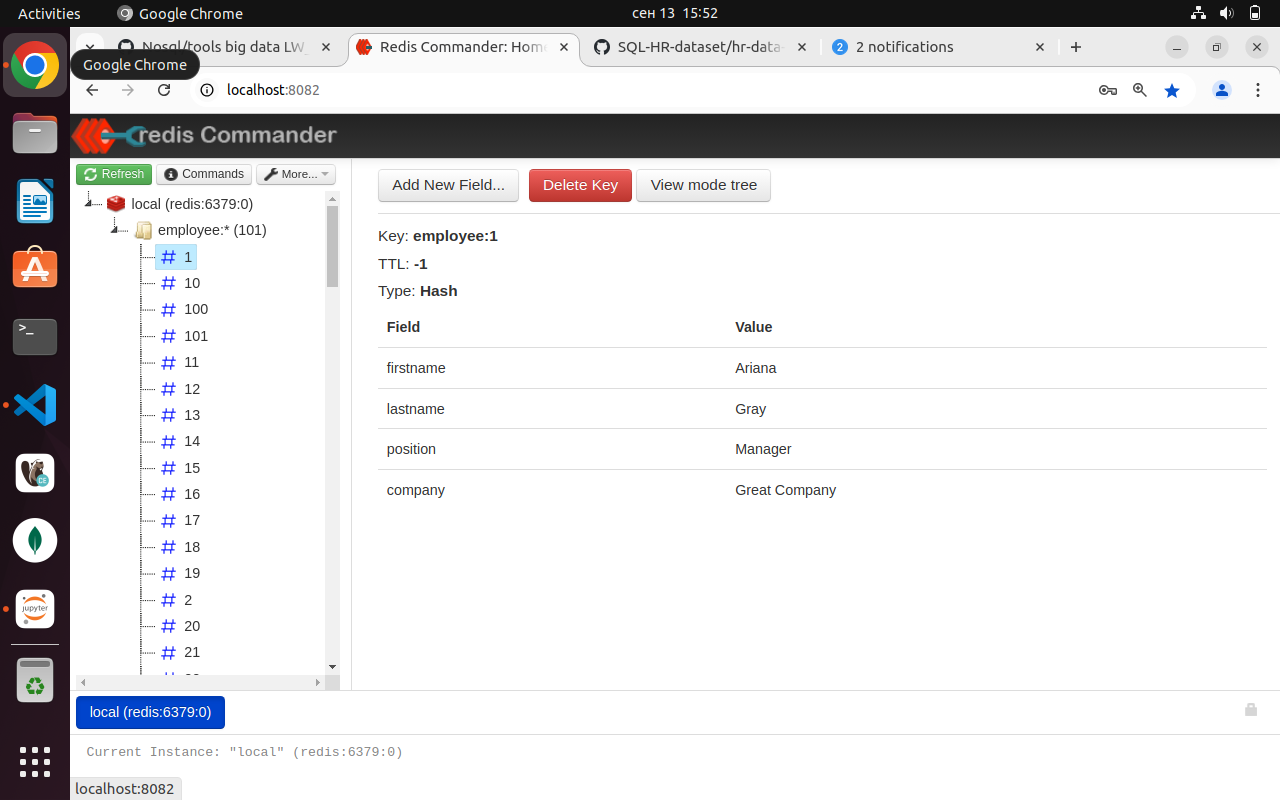 Activities Google Chrome сен 13 15:52
Nosql/tools big data LW Redis Commander: Home SQL-HR-dataset/hr-data 2 2 notifications
Google Chrome
localhost:8082
redis Commander
Refresh Commands More...
Add New Field... Delete Key View mode tree
local (redis:6379:0)
employee:* (101)
1
10
100
101
11
12
13
14
15
16
17
18
19
2
20
21
Key: employee:1
TTL: -1
Type: Hash
Field Value
firstname Ariana
lastname Gray
position Manager
company Great Company
>_
CE
jupyter
local (redis:6379:0)
Current Instance: "local" (redis:6379:0)
localhost:8082